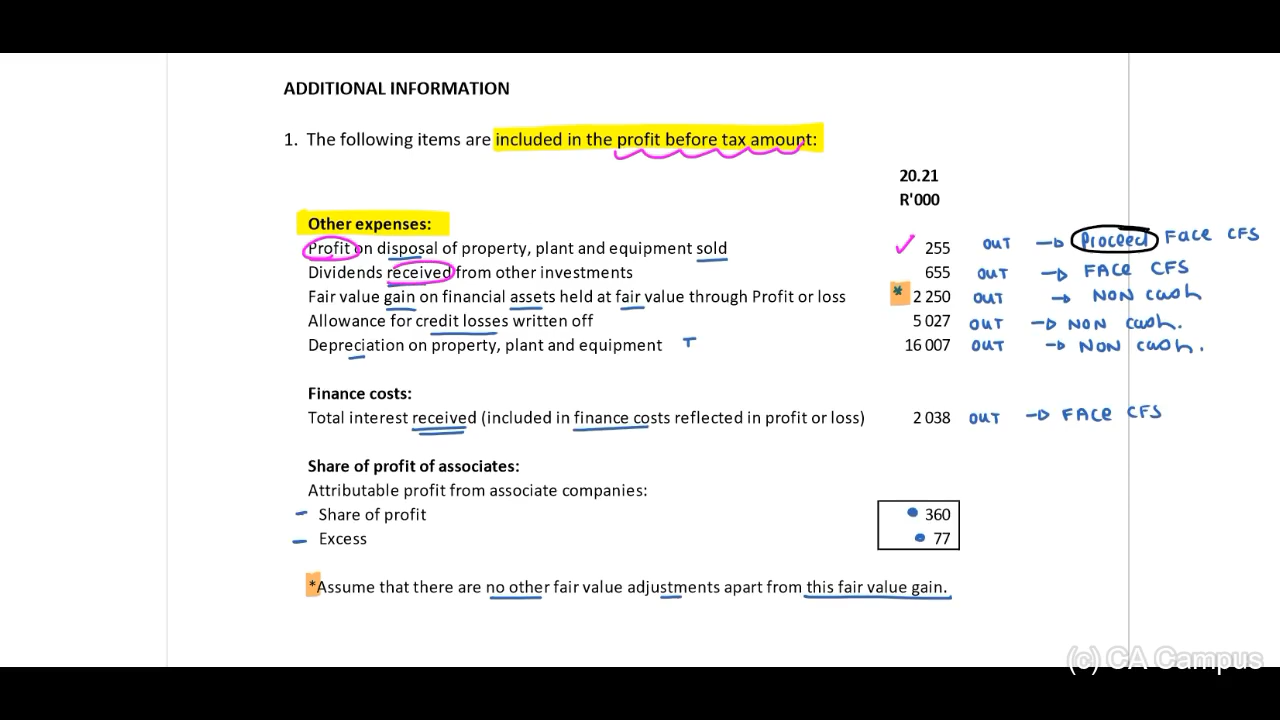 ADDITIONAL INFORMATION
1. The following items are included in the profit before tax amount:
20.21
R'000
Other expenses:
Profit on disposal of property, plant and equipment sold ✓ 255 OUT → Proceed Face CFS
Dividends received from other investments 655 OUT → FACE CFS
Fair value gain on financial assets held at fair value through Profit or loss * 2 250 OUT → NON cash
Allowance for credit losses written off 5 027 OUT → NON cash.
Depreciation on property, plant and equipment T 16 007 OUT → NON cash.
Finance costs:
Total interest received (included in finance costs reflected in profit or loss) 2 038 OUT → FACE CFS
Share of profit of associates:
Attributable profit from associate companies:
- Share of profit • 360
- Excess • 77
*Assume that there are no other fair value adjustments apart from this fair value gain.
(c) CA Campus